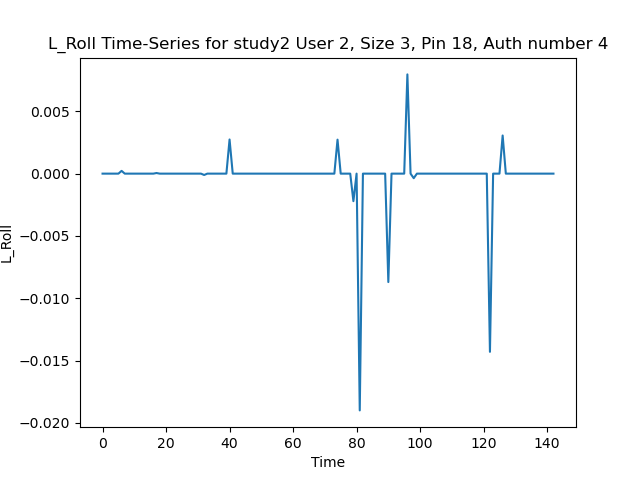 L_Roll Time-Series for study2 User 2, Size 3, Pin 18, Auth number 4
0.005
0.000
−0.005
−0.010
−0.015
−0.020
L_Roll
0 20 40 60 80 100 120 140
Time